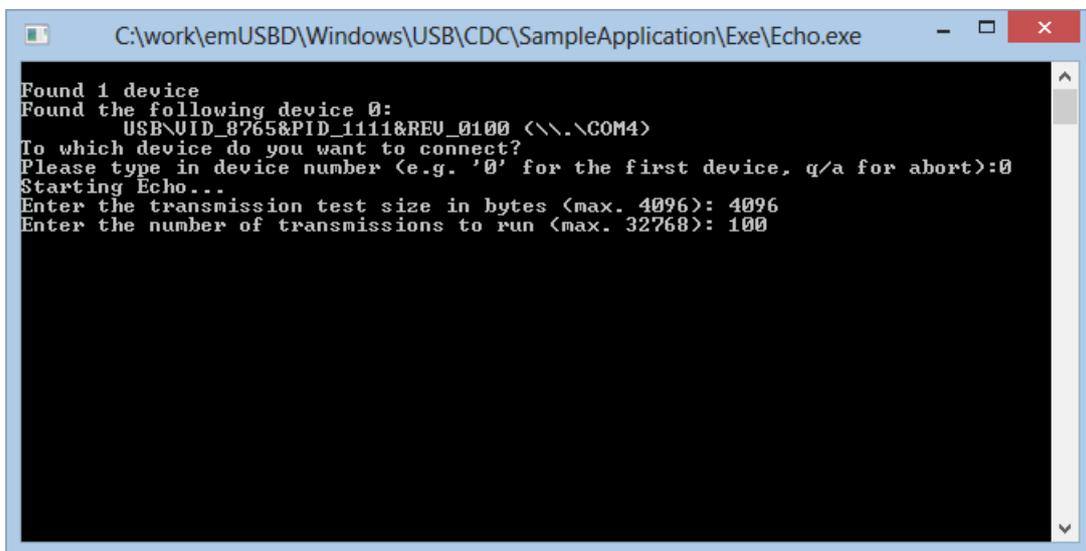 C:\work\emUSBD\Windows\USB\CDC\SampleApplication\Exe\Echo.exe
Found 1 device
Found the following device 0:
USB\VID_8765&PID_1111&REV_0100 (\\.\COM4)
To which device do you want to connect?
Please type in device number (e.g. '0' for the first device, q/a for abort):0
Starting Echo...
Enter the transmission test size in bytes (max. 4096): 4096
Enter the number of transmissions to run (max. 32768): 100